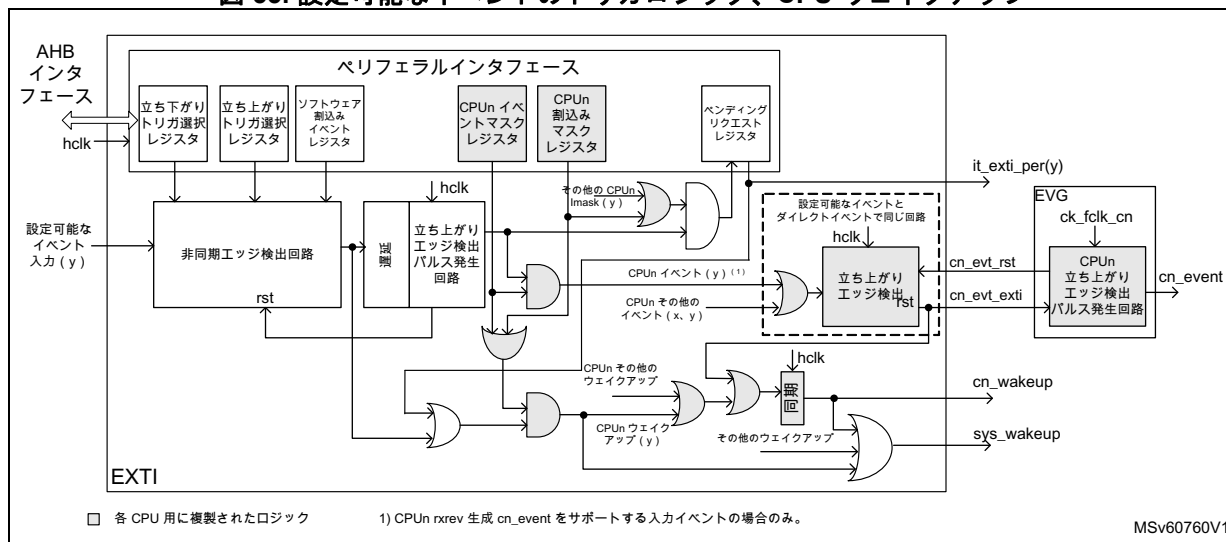 AHB
インタ
フェース
hclk
ペリフェラルインタフェース
立ち下がり
トリガ選択
レジスタ
立ち上がり
トリガ選択
レジスタ
ソフトウェア
割込み
イベント
レジスタ
CPUn イベ
ントマスク
レジスタ
CPUn
割込み
マスク
レジスタ
ペンディング
リクエスト
レジスタ
it_exti_per(y)
設定可能な
イベント
入力 ( y )
非同期エッジ検出回路
rst
遅延
hclk
立ち上がり
エッジ検出
パルス発生
回路
その他の CPUn
Imask ( y )
CPUn イベント ( y ) (1)
CPUn その他の
イベント ( x、y )
設定可能なイベントと
ダイレクトイベントで同じ回路
hclk
立ち上がり
エッジ検出
rst
cn_evt_rst
cn_evt_exti
EVG
ck_fclk_cn
CPUn
立ち上がり
エッジ検出
パルス発生回路
cn_event
CPUn その他の
ウェイクアップ
CPUn ウェイク
アップ ( y )
hclk
同期
その他のウェイクアップ
cn_wakeup
sys_wakeup
EXTI
各 CPU 用に複製されたロジック
1) CPUn rxrev 生成 cn_event をサポートする入力イベントの場合のみ。
MSv60760V1